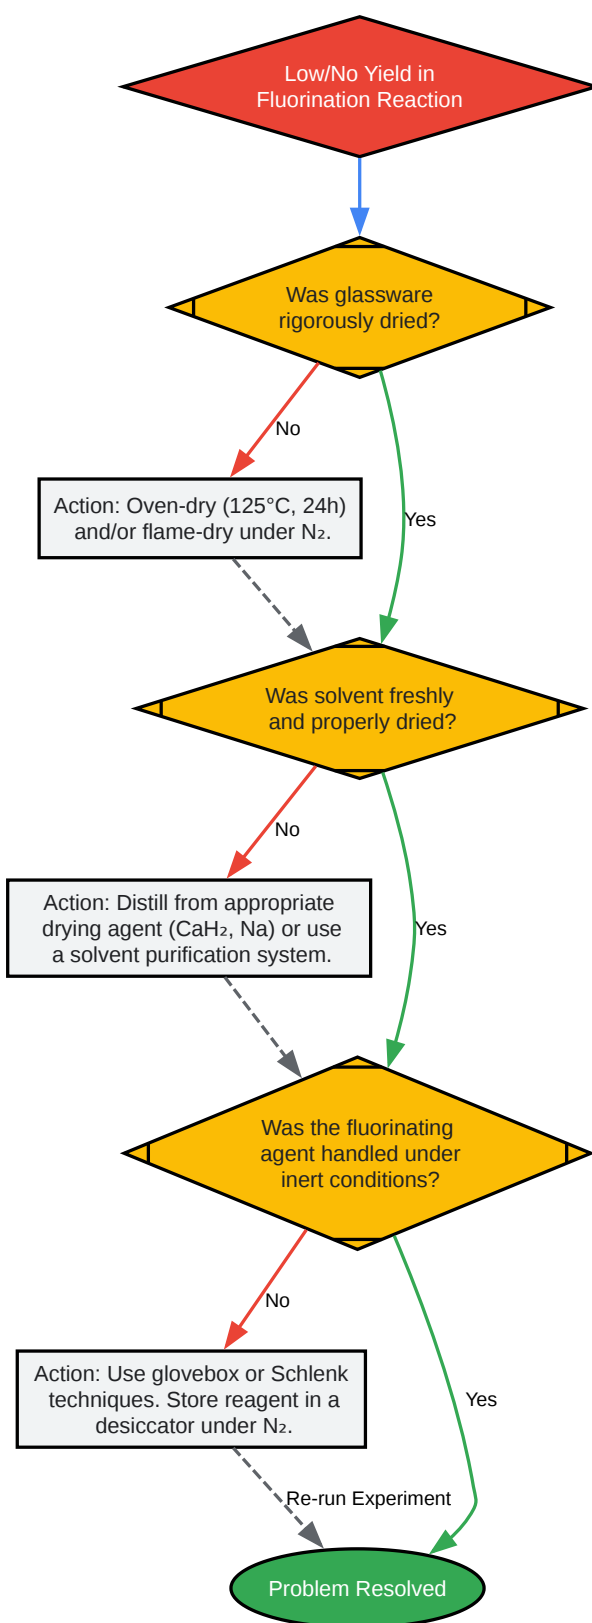 Low/No Yield in
Fluorination Reaction
Was glassware
rigorously dried?
No
Action: Oven-dry (125°C, 24h)
and/or flame-dry under N₂.
Yes
Was solvent freshly
and properly dried?
No
Action: Distill from appropriate
drying agent (CaH₂, Na) or use
a solvent purification system.
Yes
Was the fluorinating
agent handled under
inert conditions?
No
Action: Use glovebox or Schlenk
techniques. Store reagent in a
desiccator under N₂.
Yes
Re-run Experiment
Problem Resolved